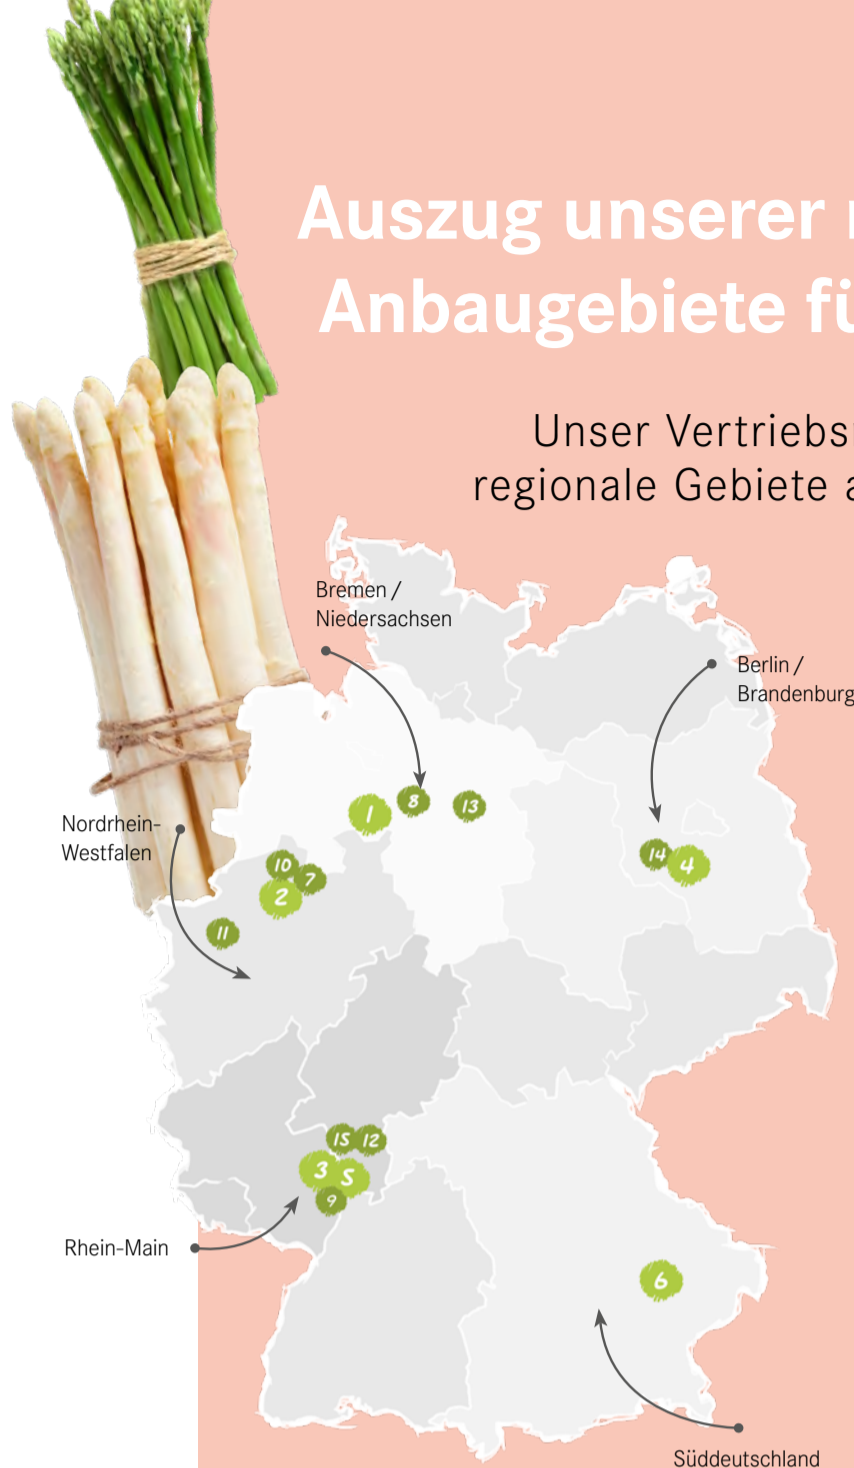 Auszug unserer
Anbaugebiete
Unser Vertriebs
regionale Gebiete
Bremen /
Niedersachsen
Berlin /
Brandenburg
1
8
13
Nordrhein-
Westfalen
14
4
10
7
2
11
15
12
3
5
9
Rhein-Main
6
Süddeutschland